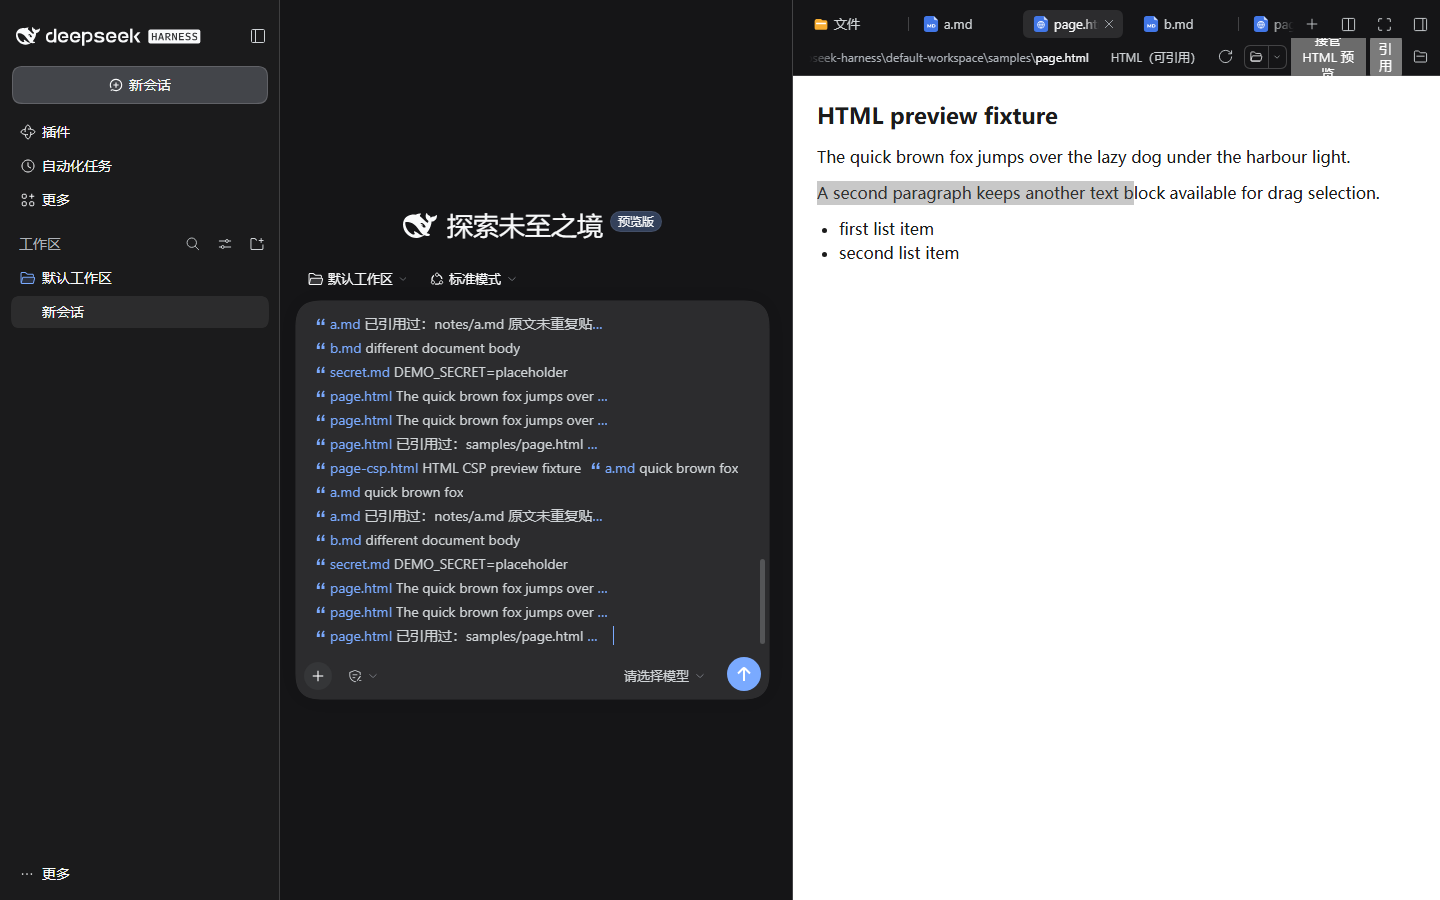 deepseek HARNESS
新会话
插件
自动化任务
更多
工作区
默认工作区
新会话
更多
探索未至之境 预览版
默认工作区 标准模式
“ a.md 已引用过：notes/a.md 原文未重复贴...
“ b.md different document body
“ secret.md DEMO_SECRET=placeholder
“ page.html The quick brown fox jumps over ...
“ page.html The quick brown fox jumps over ...
“ page.html 已引用过：samples/page.html ...
“ page-csp.html HTML CSP preview fixture “ a.md quick brown fox
“ a.md quick brown fox
“ a.md 已引用过：notes/a.md 原文未重复贴...
“ b.md different document body
“ secret.md DEMO_SECRET=placeholder
“ page.html The quick brown fox jumps over ...
“ page.html The quick brown fox jumps over ...
“ page.html 已引用过：samples/page.html ...
请选择模型
文件 a.md page.ht b.md pag
seek-harness\default-workspace\samples\page.html HTML（可引用）
接管
HTML 预
览
引
用
HTML preview fixture
The quick brown fox jumps over the lazy dog under the harbour light.
A second paragraph keeps another text block available for drag selection.
• first list item
• second list item